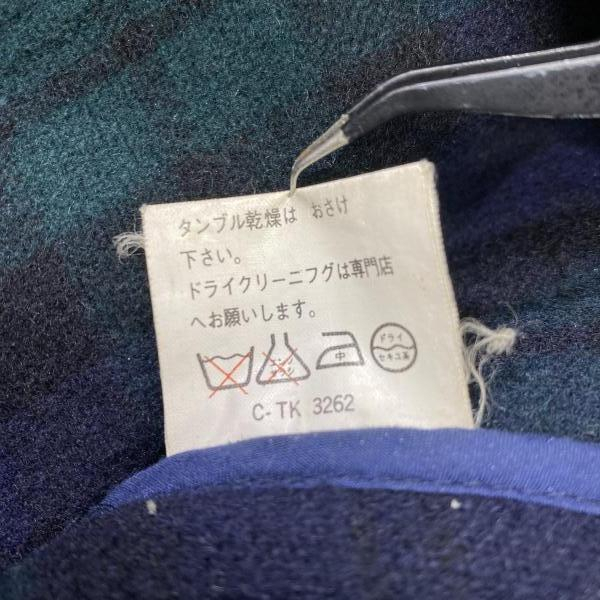 タンブル乾燥は おさけ
下さい。
ドライクリーニフグは専門店
へお願いします。
中 ドライ
セキユ系
C-TK 3262